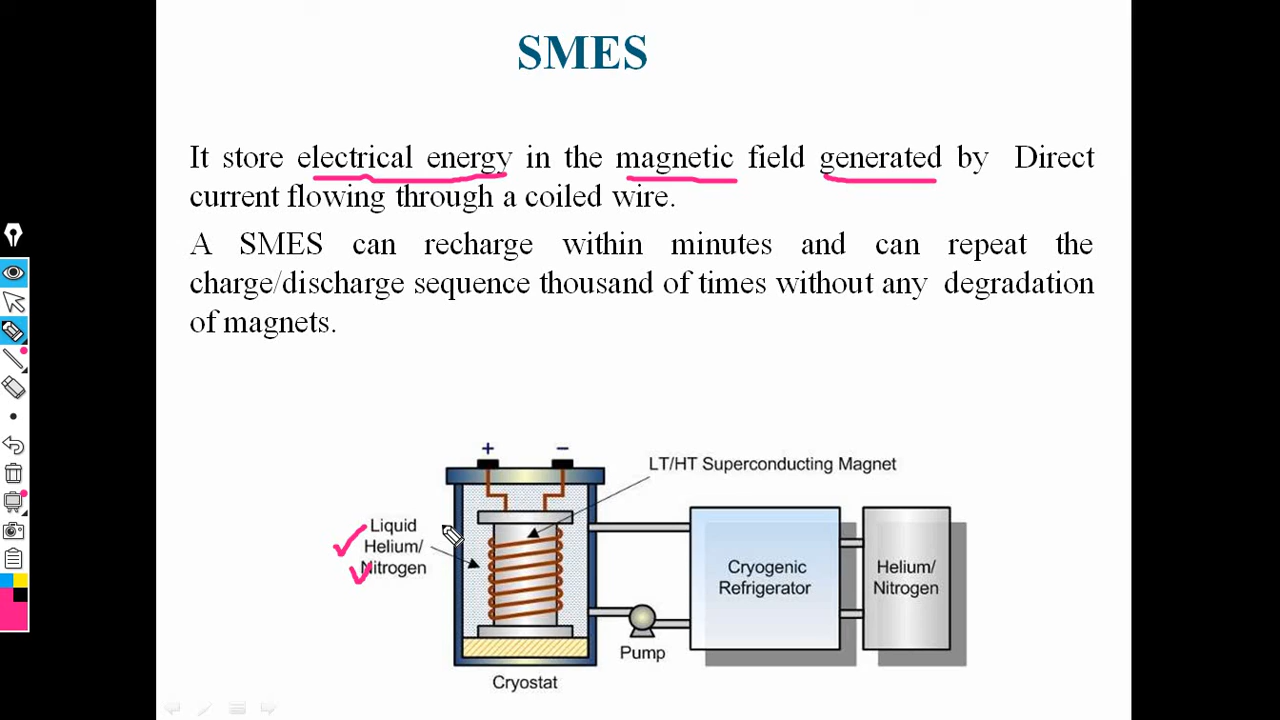 SMES
It store electrical energy in the magnetic field generated by Direct
current flowing through a coiled wire.
A SMES can recharge within minutes and can repeat the
charge/discharge sequence thousand of times without any degradation
of magnets.
+ −
LT/HT Superconducting Magnet
Liquid
Helium/
Nitrogen
Cryogenic
Refrigerator
Helium/
Nitrogen
Pump
Cryostat